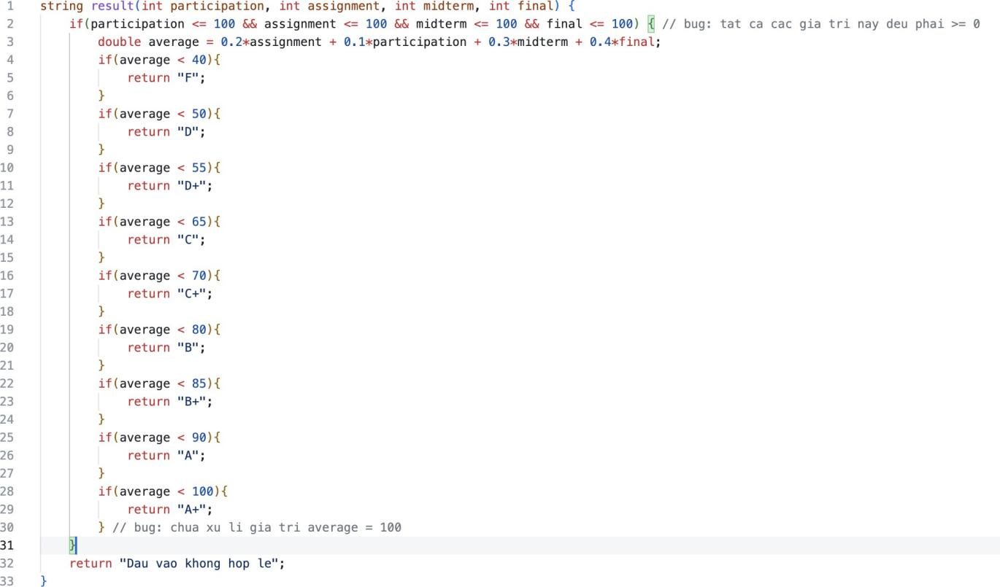 1 string result(int participation, int assignment, int midterm, int final) {
2 if(participation <= 100 && assignment <= 100 && midterm <= 100 && final <= 100) { // bug: tat ca cac gia tri nay deu phai >= 0
3 double average = 0.2*assignment + 0.1*participation + 0.3*midterm + 0.4*final;
4 if(average < 40){
5 return "F";
6 }
7 if(average < 50){
8 return "D";
9 }
10 if(average < 55){
11 return "D+";
12 }
13 if(average < 65){
14 return "C";
15 }
16 if(average < 70){
17 return "C+";
18 }
19 if(average < 80){
20 return "B";
21 }
22 if(average < 85){
23 return "B+";
24 }
25 if(average < 90){
26 return "A";
27 }
28 if(average < 100){
29 return "A+";
30 } // bug: chua xu li gia tri average = 100
31 }
32 return "Dau vao khong hop le";
33 }